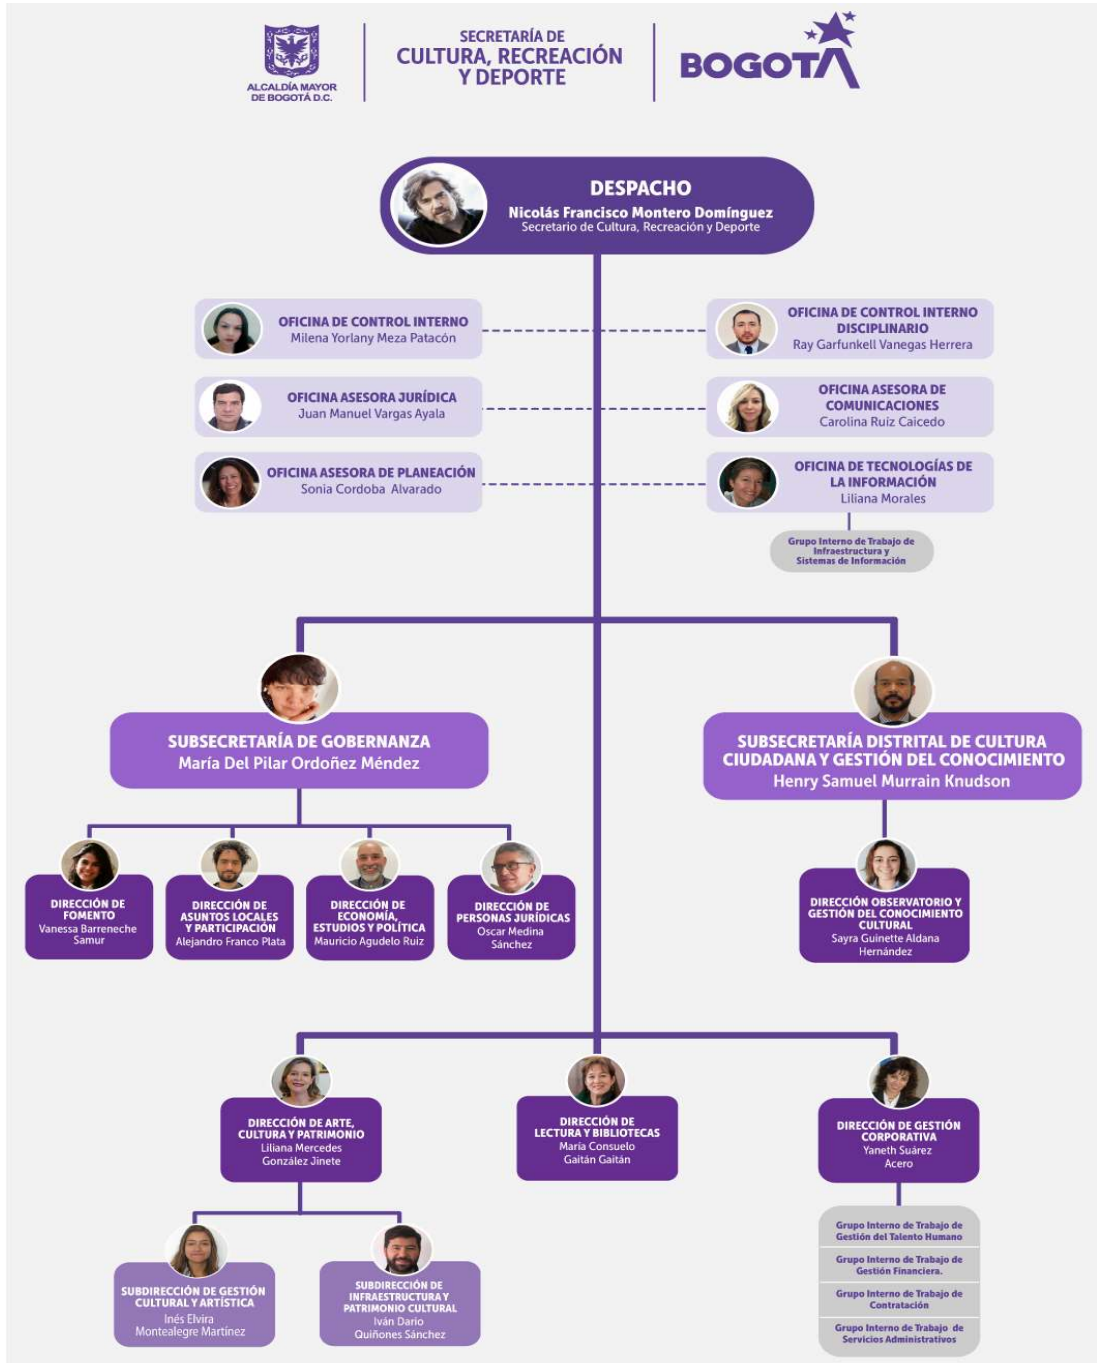 ALCALDÍA MAYOR
DE BOGOTÁ D.C.
SECRETARÍA DE
CULTURA, RECREACIÓN
Y DEPORTE
BOGOTÁ
DESPACHO
Nicolás Francisco Montero Domínguez
Secretario de Cultura, Recreación y Deporte
OFICINA DE CONTROL INTERNO
Milena Yorlany Meza Patacón
OFICINA DE CONTROL INTERNO
DISCIPLINARIO
Ray Garfunkell Vanegas Herrera
OFICINA ASESORA JURÍDICA
Juan Manuel Vargas Ayala
OFICINA ASESORA DE
COMUNICACIONES
Carolina Ruíz Caicedo
OFICINA ASESORA DE PLANEACIÓN
Sonia Cordoba Alvarado
OFICINA DE TECNOLOGÍAS DE
LA INFORMACIÓN
Liliana Morales
Grupo Interno de Trabajo de
Infraestructura y
Sistemas de Información
SUBSECRETARÍA DE GOBERNANZA
María Del Pilar Ordoñez Méndez
SUBSECRETARÍA DISTRITAL DE CULTURA
CIUDADANA Y GESTIÓN DEL CONOCIMIENTO
Henry Samuel Murrain Knudson
DIRECCIÓN DE
FOMENTO
Vanessa Barreneche
Samur
DIRECCIÓN DE
ASUNTOS LOCALES
Y PARTICIPACIÓN
Alejandro Franco Plata
DIRECCIÓN DE
ECONOMÍA,
ESTUDIOS Y POLÍTICA
Mauricio Agudelo Ruiz
DIRECCIÓN DE
PERSONAS JURÍDICAS
Oscar Medina
Sánchez
DIRECCIÓN OBSERVATORIO Y
GESTIÓN DEL CONOCIMIENTO
CULTURAL
Sayra Guinette Aldana
Hernández
DIRECCIÓN DE ARTE,
CULTURA Y PATRIMONIO
Liliana Mercedes
González Jinete
DIRECCIÓN DE
LECTURA Y BIBLIOTECAS
María Consuelo
Gaitán Gaitán
DIRECCIÓN DE GESTIÓN
CORPORATIVA
Yaneth Suárez
Acero
SUBDIRECCIÓN DE GESTIÓN
CULTURAL Y ARTÍSTICA
Inés Elvira
Montealegre Martínez
SUBDIRECCIÓN DE
INFRAESTRUCTURA Y
PATRIMONIO CULTURAL
Iván Dario
Quiñones Sánchez
Grupo Interno de Trabajo de
Gestión del Talento Humano
Grupo Interno de Trabajo de
Gestión Financiera.
Grupo Interno de Trabajo de
Contratación
Grupo Interno de Trabajo de
Servicios Administrativos